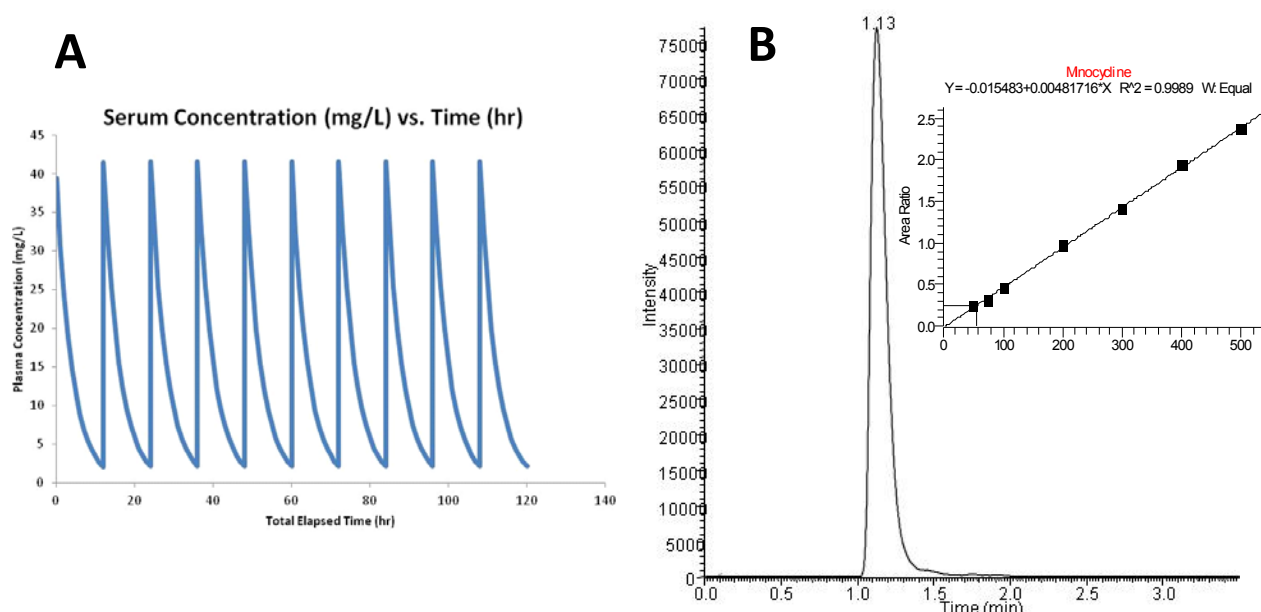 A
Serum Concentration (mg/L) vs. Time (hr)
Plasma Concentration (mg/L)
45
40
35
30
25
20
15
10
5
0
0 20 40 60 80 100 120 140
Total Elapsed Time (hr)
B
1.13
Intensity
75000
70000
65000
60000
55000
50000
45000
40000
35000
30000
25000
20000
15000
10000
5000
0
0.0 0.5 1.0 1.5 2.0 2.5 3.0
Time (min)
Mnocycline
Y = -0.015483+0.00481716*X R^2 = 0.9989 W: Equal
Area Ratio
2.5
2.0
1.5
1.0
0.5
0.0
0 100 200 300 400 500